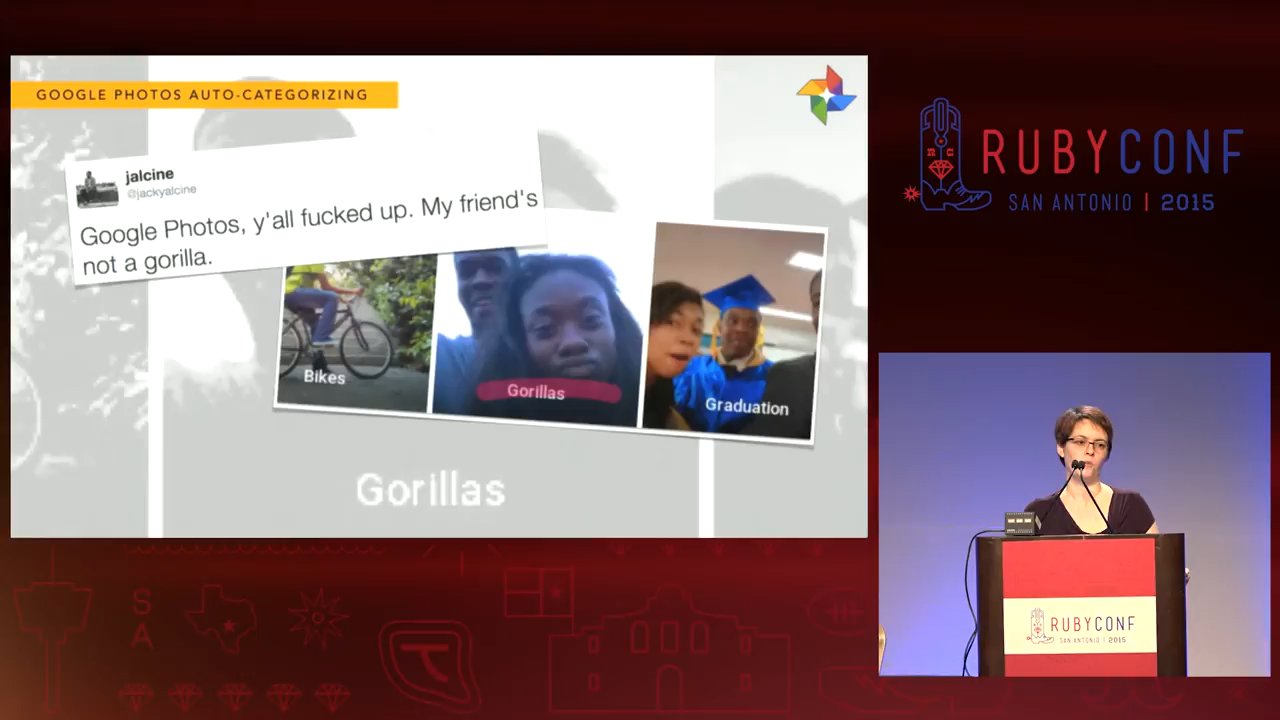 GOOGLE PHOTOS AUTO-CATEGORIZING
jalcine
@jackyalcine
Google Photos, y'all fucked up. My friend's
not a gorilla.
Bikes
Gorillas
Graduation
Gorillas
RUBYCONF
SAN ANTONIO | 2015
S
A
RUBYCONF
SAN ANTONIO | 2015